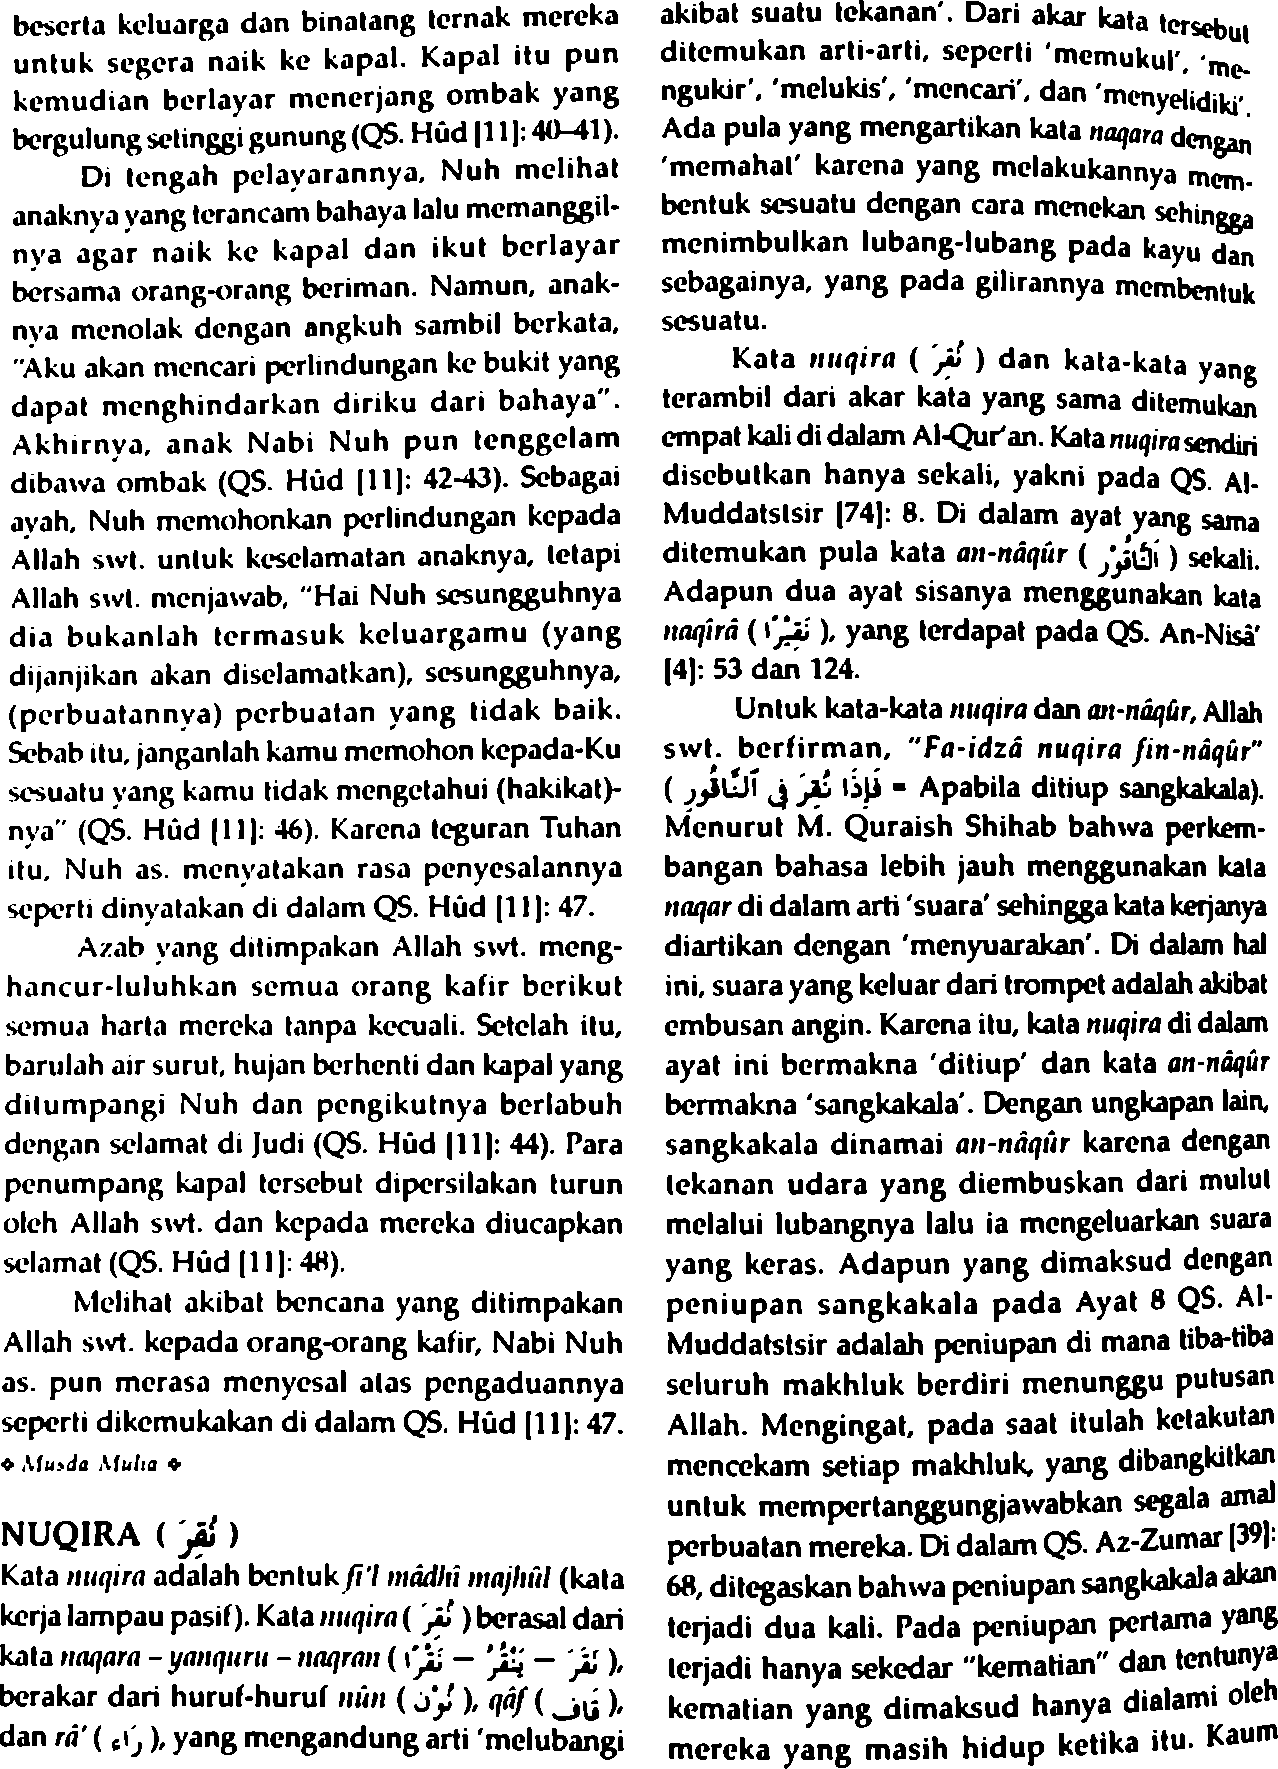 beserta keluarga dan binatang ternak mereka
untuk segera naik ke kapal. Kapal itu pun
kemudian berlayar menerjang ombak yang
bergulung setinggi gunung (QS. Hûd [11]: 40–41).
Di tengah pelayarannya, Nuh melihat
anaknya yang terancam bahaya lalu memanggil-
nya agar naik ke kapal dan ikut berlayar
bersama orang-orang beriman. Namun, anak-
nya menolak dengan angkuh sambil berkata,
"Aku akan mencari perlindungan ke bukit yang
dapat menghindarkan diriku dari bahaya".
Akhirnya, anak Nabi Nuh pun tenggelam
dibawa ombak (QS. Hûd [11]: 42-43). Sebagai
ayah, Nuh memohonkan perlindungan kepada
Allah swt. untuk keselamatan anaknya, tetapi
Allah swt. menjawab, "Hai Nuh sesungguhnya
dia bukanlah termasuk keluargamu (yang
dijanjikan akan diselamatkan), sesungguhnya,
(perbuatannya) perbuatan yang tidak baik.
Sebab itu, janganlah kamu memohon kepada-Ku
sesuatu yang kamu tidak mengetahui (hakikat)-
nya" (QS. Hûd [11]: 46). Karena teguran Tuhan
itu, Nuh as. menyatakan rasa penyesalannya
seperti dinyatakan di dalam QS. Hûd [11]: 47.
Azab yang ditimpakan Allah swt. meng-
hancur-luluhkan semua orang kafir berikut
semua harta mereka tanpa kecuali. Setelah itu,
barulah air surut, hujan berhenti dan kapal yang
ditumpangi Nuh dan pengikutnya berlabuh
dengan selamat di Judi (QS. Hûd [11]: 44). Para
penumpang kapal tersebut dipersilakan turun
oleh Allah swt. dan kepada mereka diucapkan
selamat (QS. Hûd [11]: 48).
Melihat akibat bencana yang ditimpakan
Allah swt. kepada orang-orang kafir, Nabi Nuh
as. pun merasa menyesal atas pengaduannya
seperti dikemukakan di dalam QS. Hûd [11]: 47.
❖ Musda Mulia ❖
NUQIRA ( نُقِرَ )
Kata nuqira adalah bentuk fi'l mâdhî majhûl (kata
kerja lampau pasif). Kata nuqira ( نُقِرَ ) berasal dari
kata naqara – yanquru – naqran ( نَقَرَ – يَنْقُرُ – نَقْرًا ),
berakar dari huruf-huruf nûn ( نُوْن ), qâf ( قَاف ),
dan râ' ( رَاء ), yang mengandung arti 'melubangi
akibat suatu tekanan'. Dari akar kata tersebut
ditemukan arti-arti, seperti 'memukul', 'me-
ngukir', 'melukis', 'mencari', dan 'menyelidiki'.
Ada pula yang mengartikan kata naqara dengan
'memahat' karena yang melakukannya mem-
bentuk sesuatu dengan cara menekan sehingga
menimbulkan lubang-lubang pada kayu dan
sebagainya, yang pada gilirannya membentuk
sesuatu.
Kata nuqira ( نُقِرَ ) dan kata-kata yang
terambil dari akar kata yang sama ditemukan
empat kali di dalam Al-Qur'an. Kata nuqira sendiri
disebutkan hanya sekali, yakni pada QS. Al-
Muddatstsir [74]: 8. Di dalam ayat yang sama
ditemukan pula kata an-nâqûr ( اَلنَّاقُوْر ) sekali.
Adapun dua ayat sisanya menggunakan kata
naqîrâ ( نَقِيْرًا ), yang terdapat pada QS. An-Nisâ'
[4]: 53 dan 124.
Untuk kata-kata nuqira dan an-nâqûr, Allah
swt. berfirman, "Fa-idzâ nuqira fin-nâqûr"
( فَإِذَا نُقِرَ فِى ٱلنَّاقُورِ = Apabila ditiup sangkakala).
Menurut M. Quraish Shihab bahwa perkem-
bangan bahasa lebih jauh menggunakan kata
naqar di dalam arti 'suara' sehingga kata kerjanya
diartikan dengan 'menyuarakan'. Di dalam hal
ini, suara yang keluar dari trompet adalah akibat
embusan angin. Karena itu, kata nuqira di dalam
ayat ini bermakna 'ditiup' dan kata an-nâqûr
bermakna 'sangkakala'. Dengan ungkapan lain,
sangkakala dinamai an-nâqûr karena dengan
tekanan udara yang diembuskan dari mulut
melalui lubangnya lalu ia mengeluarkan suara
yang keras. Adapun yang dimaksud dengan
peniupan sangkakala pada Ayat 8 QS. Al-
Muddatstsir adalah peniupan di mana tiba-tiba
seluruh makhluk berdiri menunggu putusan
Allah. Mengingat, pada saat itulah ketakutan
mencekam setiap makhluk, yang dibangkitkan
untuk mempertanggungjawabkan segala amal
perbuatan mereka. Di dalam QS. Az-Zumar [39]:
68, ditegaskan bahwa peniupan sangkakala akan
terjadi dua kali. Pada peniupan pertama yang
terjadi hanya sekedar "kematian" dan tentunya
kematian yang dimaksud hanya dialami oleh
mereka yang masih hidup ketika itu. Kaum